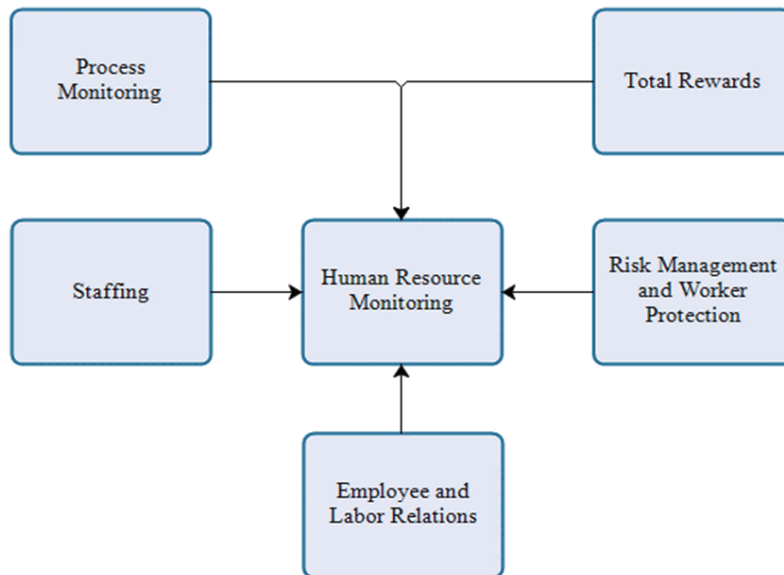 Process
Monitoring
Total Rewards
Staffing
Human Resource
Monitoring
Risk Management
and Worker
Protection
Employee and
Labor Relations